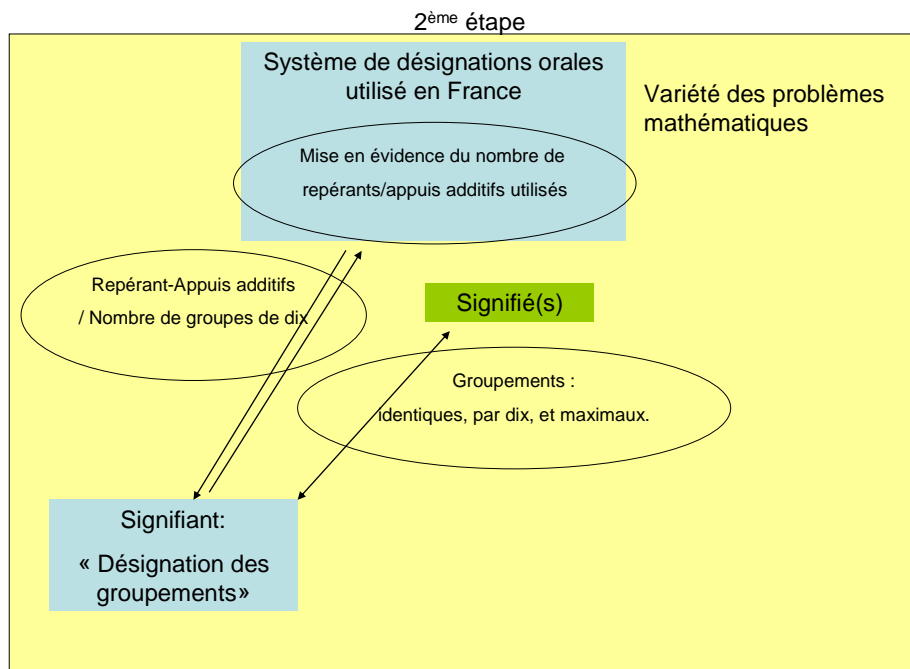 2ème étape
Système de désignations orales
utilisé en France
Variété des problèmes
mathématiques
Mise en évidence du nombre de
repérants/appuis additifs utilisés
Repérant-Appuis additifs
/ Nombre de groupes de dix
Signifié(s)
Groupements :
identiques, par dix, et maximaux.
Signifiant:
« Désignation des
groupements»